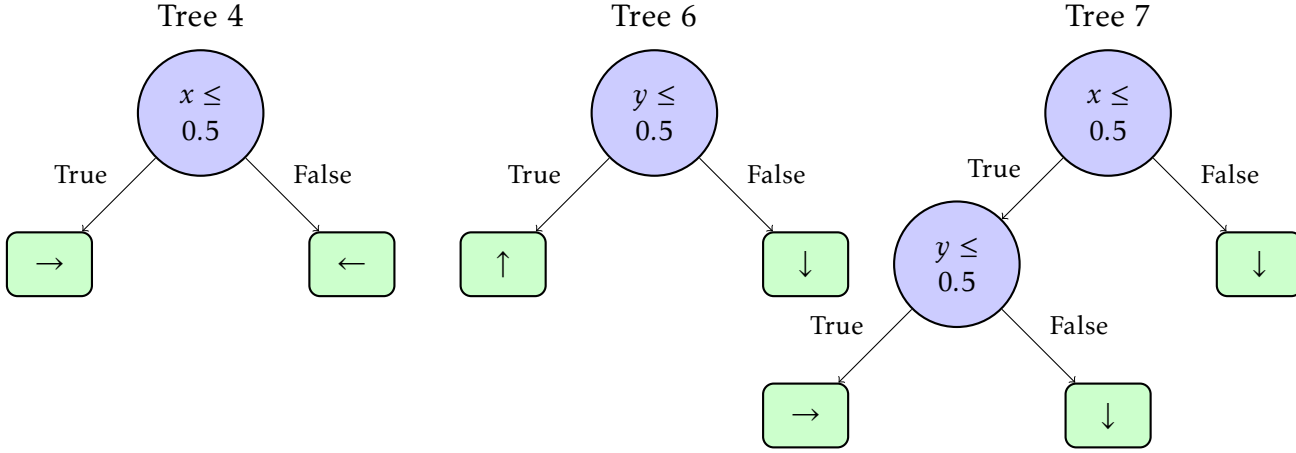 Tree 4
x ≤
0.5
True
False
→
←
Tree 6
y ≤
0.5
True
False
↑
↓
Tree 7
x ≤
0.5
True
False
y ≤
0.5
↓
True
False
→
↓